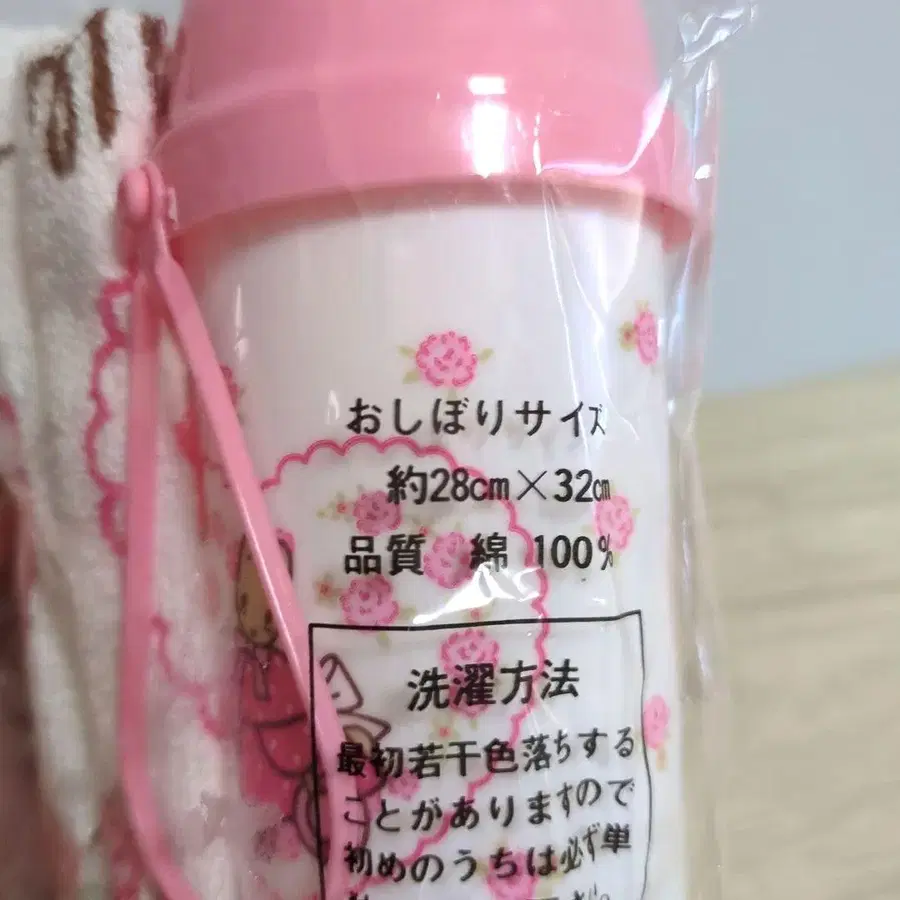 おしぼりサイズ
約28cm×32cm
品質 綿 100%
洗濯方法
最初若干色落ちする
ことがありますので
初めのうちは必ず単